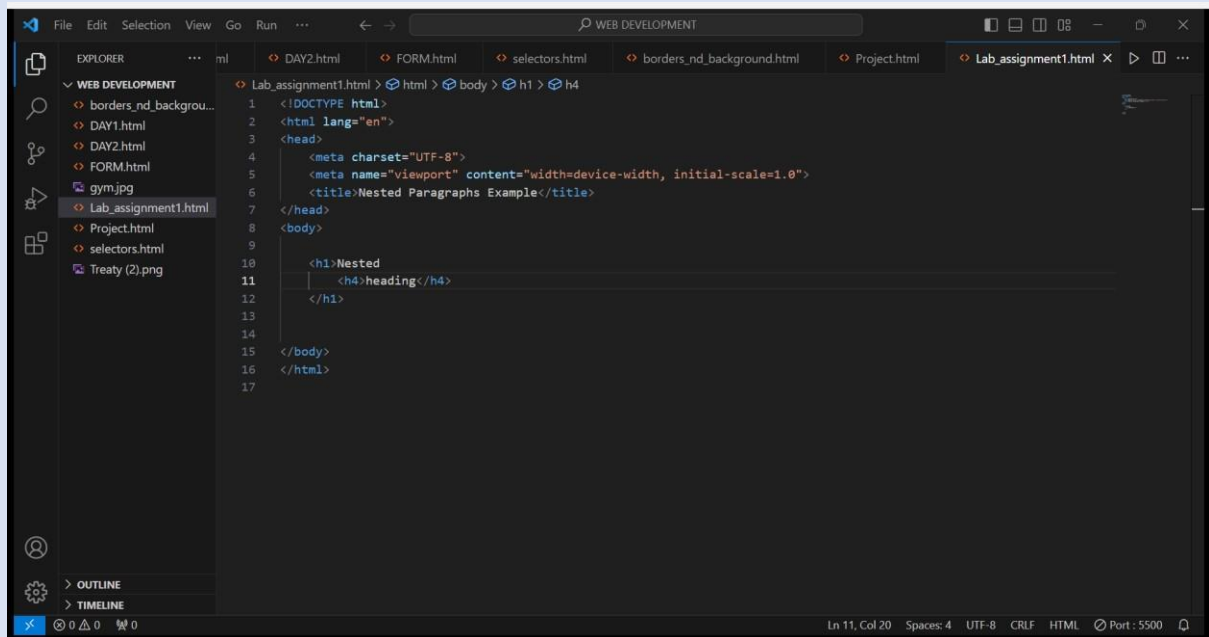 File Edit Selection View Go Run ··· WEB DEVELOPMENT
EXPLORER ··· ml DAY2.html FORM.html selectors.html borders_nd_background.html Project.html Lab_assignment1.html
WEB DEVELOPMENT
borders_nd_backgrou...
DAY1.html
DAY2.html
FORM.html
gym.jpg
Lab_assignment1.html
Project.html
selectors.html
Treaty (2).png
OUTLINE
TIMELINE
Lab_assignment1.html > html > body > h1 > h4
1 <!DOCTYPE html>
2 <html lang="en">
3 <head>
4     <meta charset="UTF-8">
5     <meta name="viewport" content="width=device-width, initial-scale=1.0">
6     <title>Nested Paragraphs Example</title>
7 </head>
8 <body>
9
10     <h1>Nested
11         <h4>heading</h4>
12     </h1>
13
14
15 </body>
16 </html>
17
0 0 0 Ln 11, Col 20 Spaces: 4 UTF-8 CRLF HTML Port : 5500